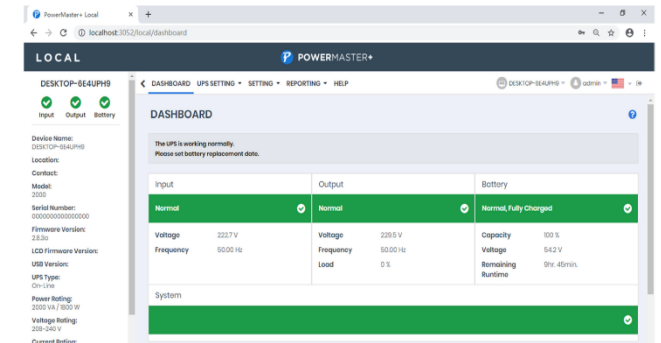 PowerMaster+ Local
localhost:3052/local/dashboard
LOCAL
POWERMASTER+
DESKTOP-6E4UPH9
DASHBOARD UPS SETTING SETTING REPORTING HELP
DESKTOP-6E4UPH9 admin
Input Output Battery
DASHBOARD
Device Name:
DESKTOP-6E4UPH9
Location:
Contact:
Model:
2000
Serial Number:
0000000000000000
Firmware Version:
LCD Firmware Version:
USB Version:
UPS Type:
On-Line
Power Rating:
2000 VA / 1800 W
Voltage Rating:
208-240 V
Current Rating:
The UPS is working normally.
Please set battery replacement date.
Input Output Battery
Normal Normal Normal, Fully Charged
Voltage 222.7 V Voltage 229.5 V Capacity 100 %
Frequency 50.00 Hz Frequency 50.00 Hz Voltage 54.2 V
Load 0 % Remaining Runtime 9hr. 45min.
System